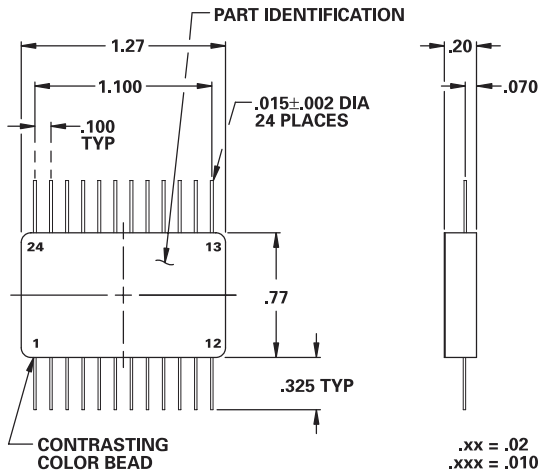 PART IDENTIFICATION
1.27
.20
1.100
.070
.015±.002 DIA
24 PLACES
.100
TYP
24
13
.77
1
12
.325 TYP
CONTRASTING
COLOR BEAD
.xx = .02
.xxx = .010